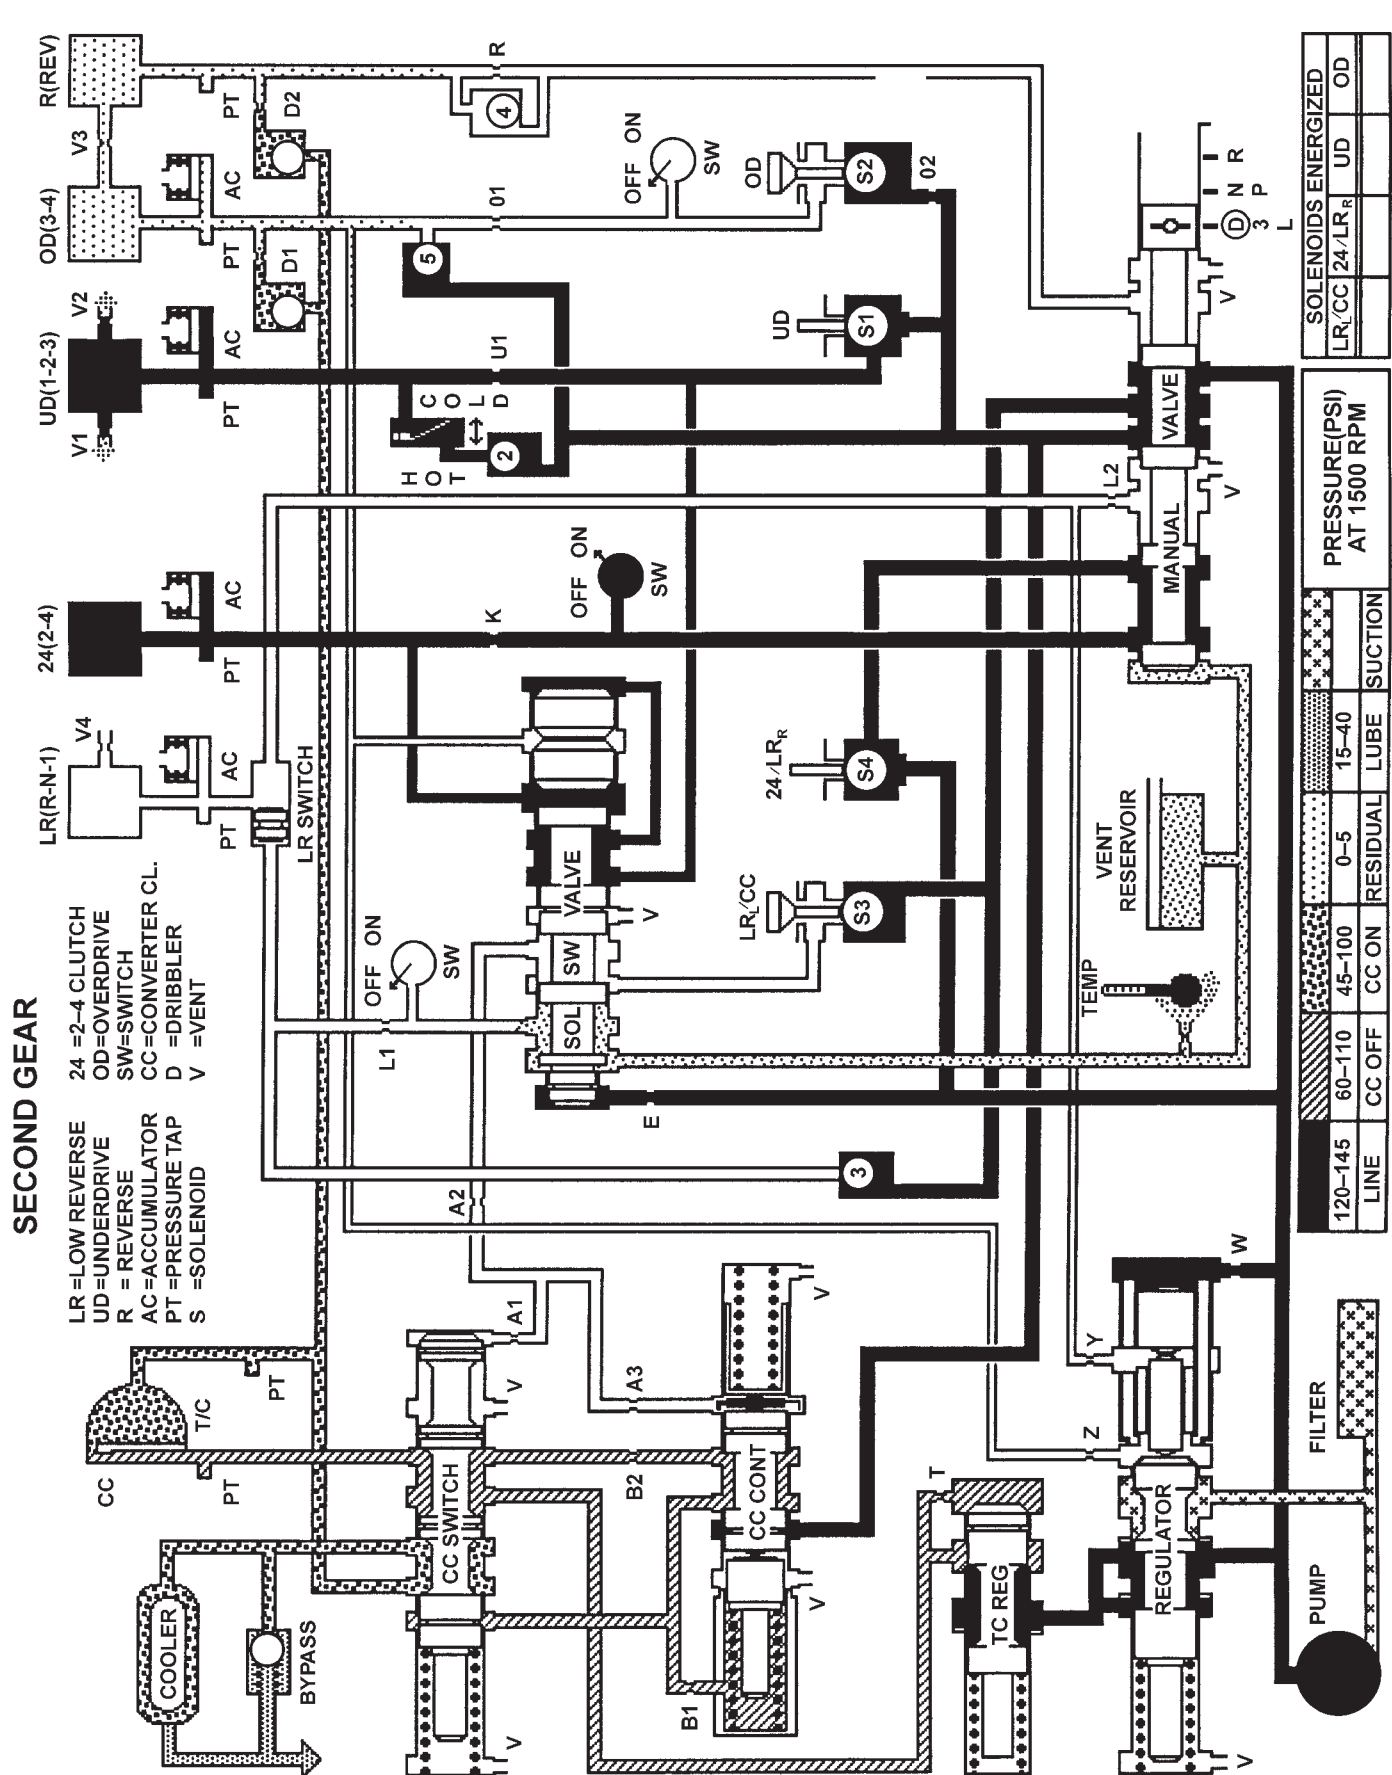 SECOND GEAR
LR =LOW REVERSE
UD =UNDERDRIVE
R = REVERSE
AC =ACCUMULATOR
PT =PRESSURE TAP
S =SOLENOID
24 =2–4 CLUTCH
OD=OVERDRIVE
SW=SWITCH
CC=CONVERTER CL.
D =DRIBBLER
V =VENT
LR(R-N-1)
V4
24(2-4)
UD(1-2-3)
V1
V2
OD(3-4)
V3
R(REV)
PT
AC
PT
AC
PT
AC
PT
AC
PT
D1
D2
LR SWITCH
COOLER
BYPASS
CC
T/C
PT
PT
CC SWITCH
V
V
A1
A2
A3
B1
B2
CC CONT
V
V
L1
OFF ON
SW
E
SOL SW VALVE
V
K
OFF ON
SW
HOT
COLD
2
U1
5
01
4
R
OFF ON
SW
3
LRL/CC
S3
24/LRR
S4
UD
S1
OD
S2
02
T
TC REG
Z
Y
W
REGULATOR
V
PUMP
FILTER
TEMP
VENT
RESERVOIR
L2
MANUAL VALVE
V
V
D N R
3 P
L
120–145 60–110 45–100 0–5 15–40
LINE CC OFF CC ON RESIDUAL LUBE SUCTION
PRESSURE(PSI)
AT 1500 RPM
SOLENOIDS ENERGIZED
LRL/CC 24/LRR UD OD